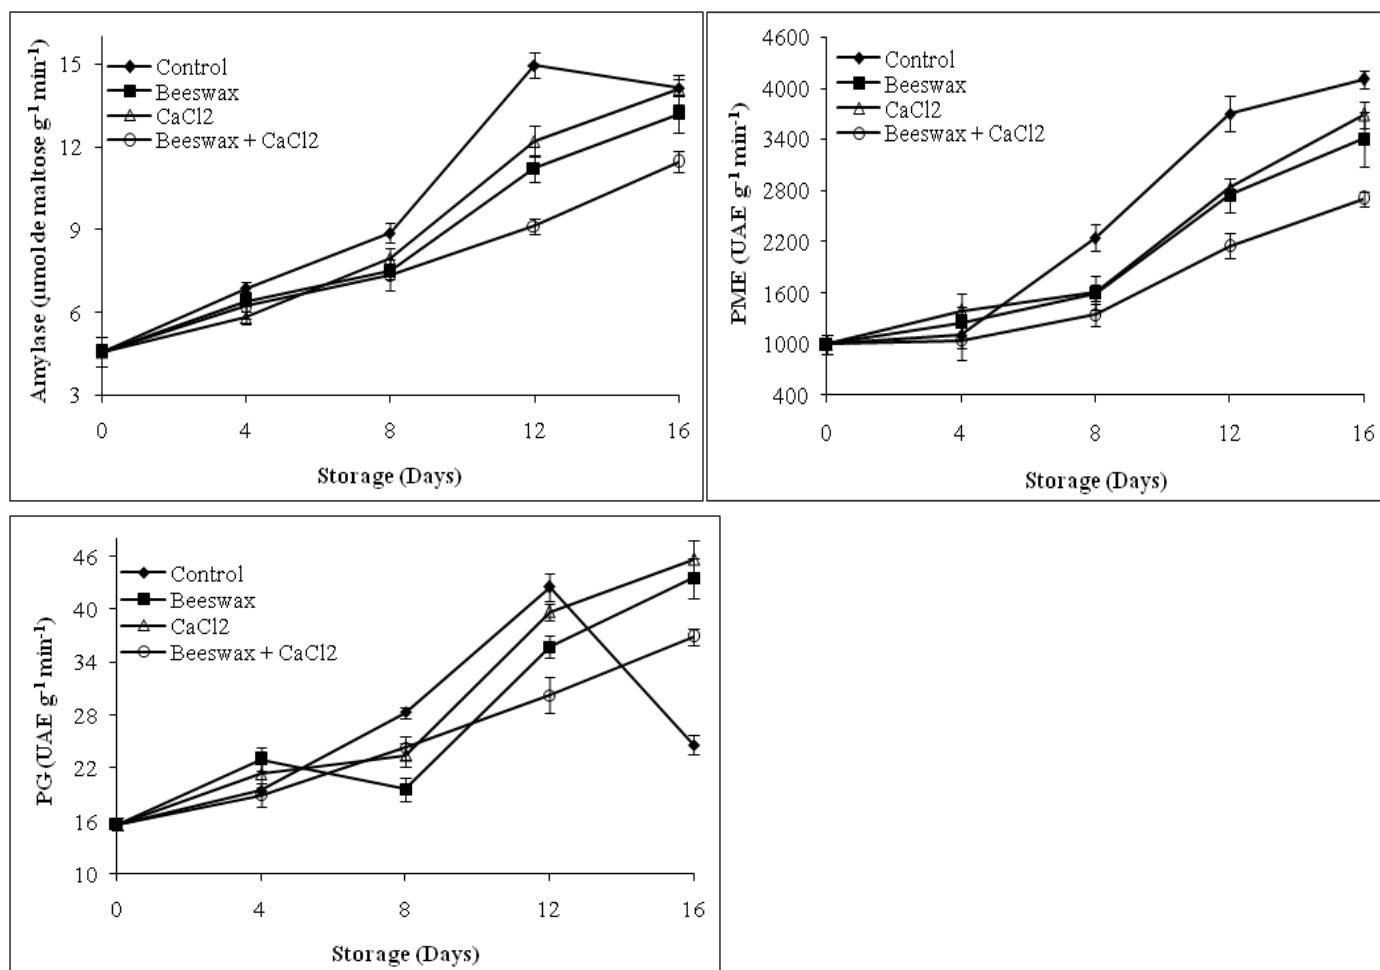 Amylase (µmol de maltose g⁻¹ min⁻¹)
15
12
9
6
3
Control
Beeswax
CaCl2
Beeswax + CaCl2
0 4 8 12 16
Storage (Days)
PME (UAE g⁻¹ min⁻¹)
4600
4000
3400
2800
2200
1600
1000
400
Control
Beeswax
CaCl2
Beeswax + CaCl2
0 4 8 12 16
Storage (Days)
PG (UAE g⁻¹ min⁻¹)
46
40
34
28
22
16
10
Control
Beeswax
CaCl2
Beeswax + CaCl2
0 4 8 12 16
Storage (Days)